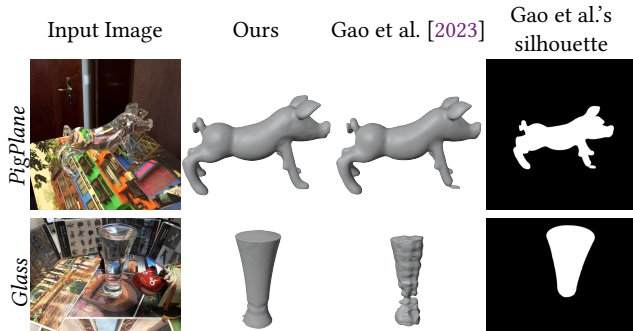 Input Image
Ours
Gao et al. [2023]
Gao et al.'s
silhouette
PigPlane
Glass